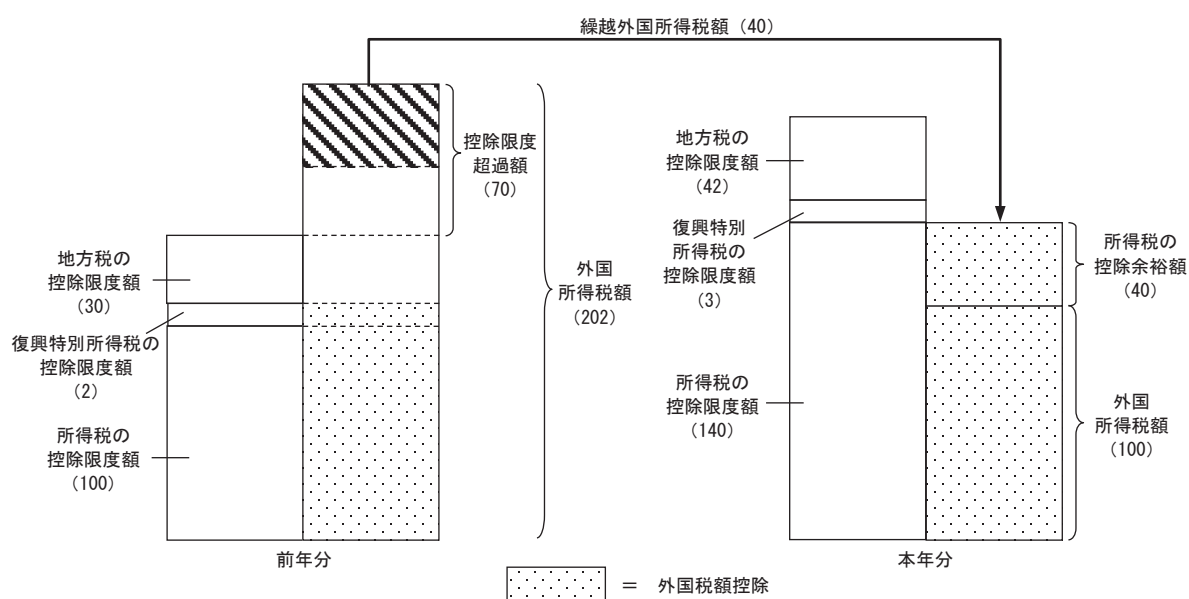 繰越外国所得税額（40）
控除限度
超過額
（70）
外国
所得税額
（202）
地方税の
控除限度額
（30）
復興特別所得税の
控除限度額
（2）
所得税の
控除限度額
（100）
前年分
地方税の
控除限度額
（42）
復興特別
所得税の
控除限度額
（3）
所得税の
控除限度額
（140）
所得税の
控除余裕額
（40）
外国
所得税額
（100）
本年分
＝ 外国税額控除